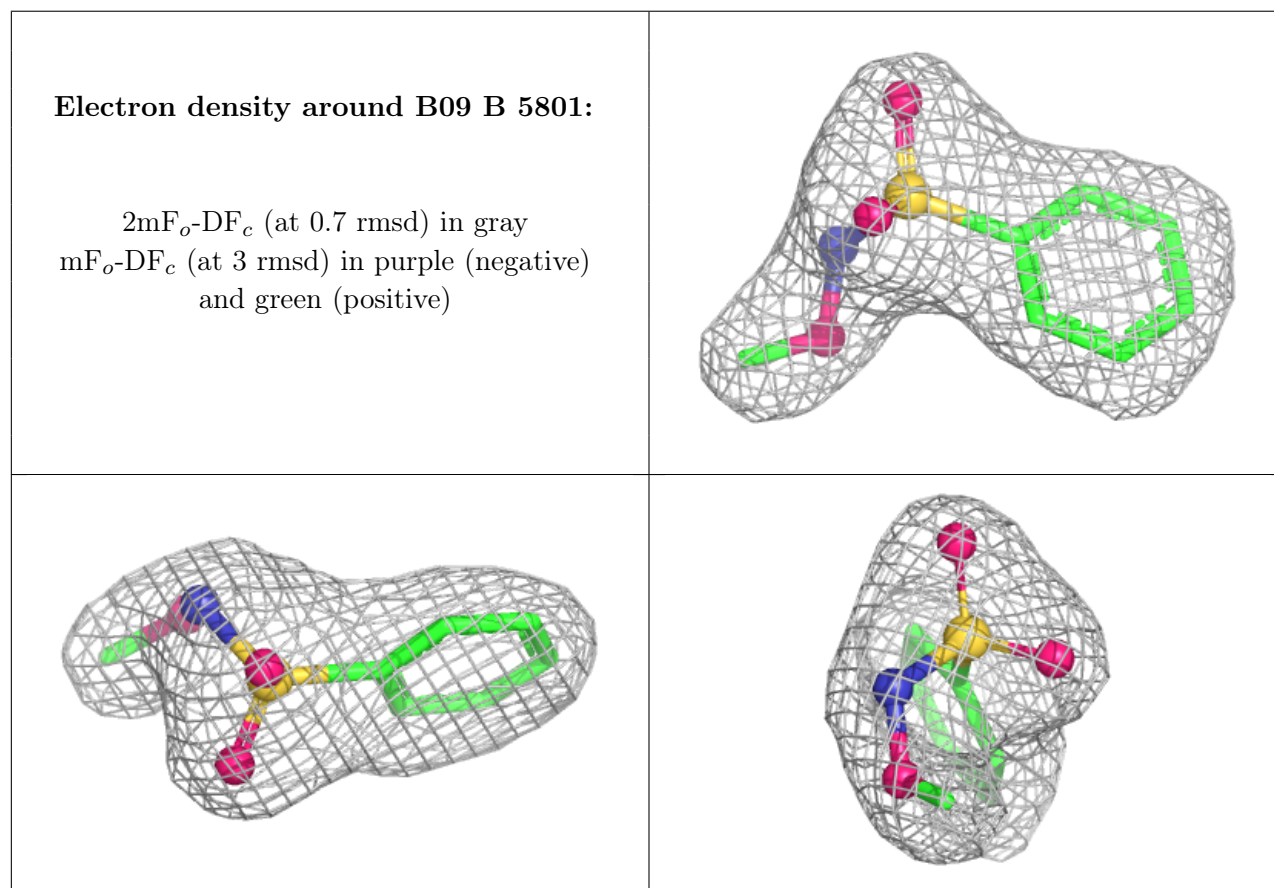 Electron density around B09 B 5801:
2mFo-DFc (at 0.7 rmsd) in gray
mFo-DFc (at 3 rmsd) in purple (negative)
and green (positive)